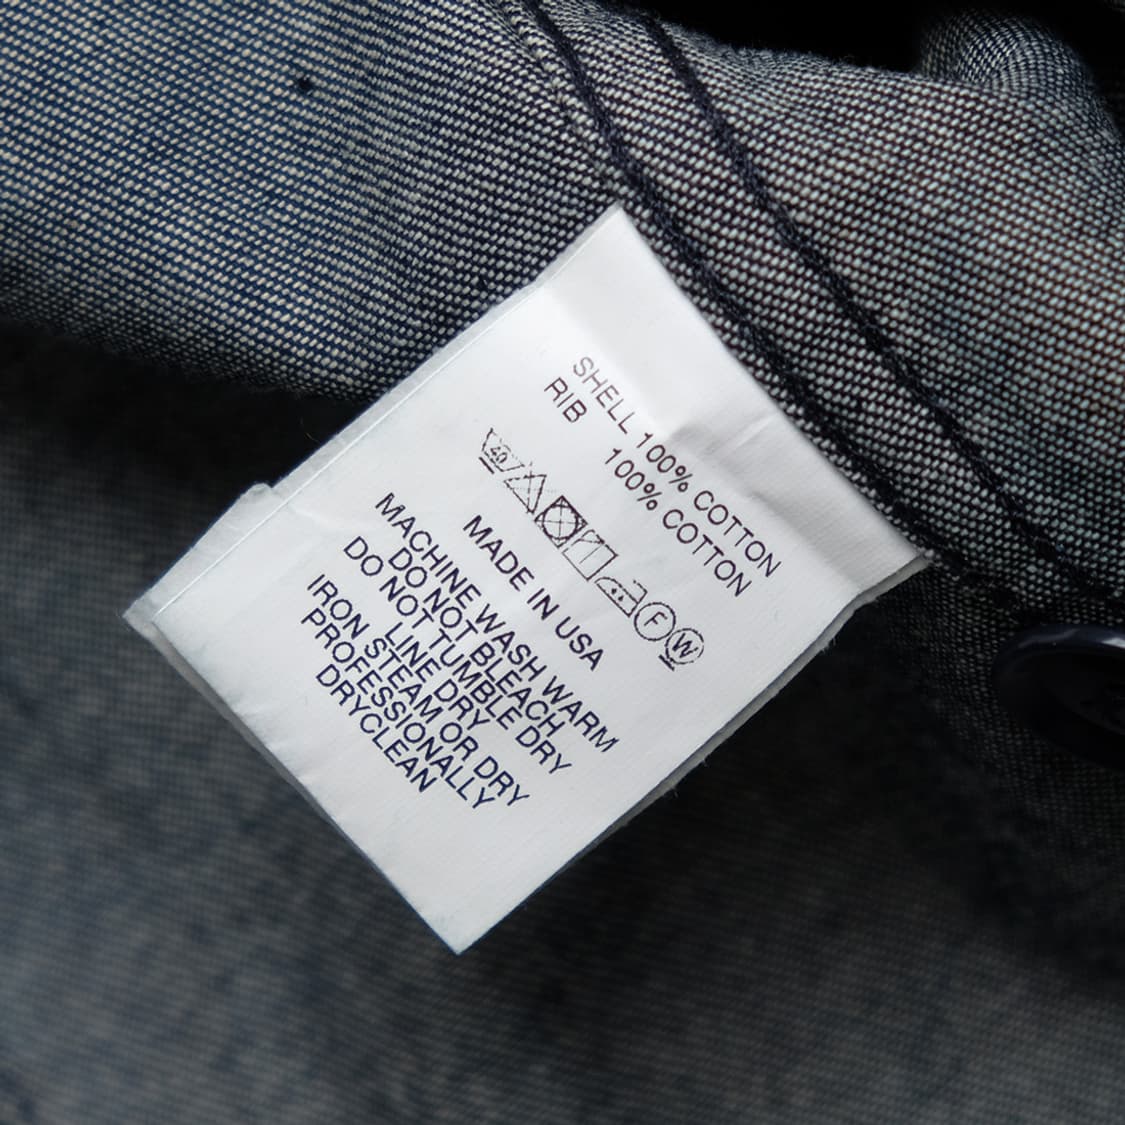 SHELL 100% COTTON
RIB 100% COTTON
40 F W
MADE IN USA
MACHINE WASH WARM
DO NOT BLEACH
DO NOT TUMBLE DRY
LINE DRY
IRON STEAM OR DRY
PROFESSIONALLY
DRYCLEAN